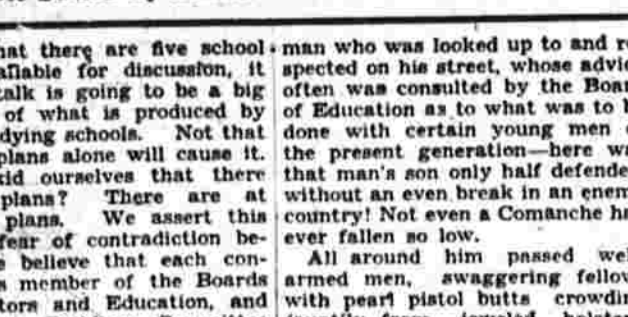 hat there are five school
ailable for discussion, it
talk is going to be a big
of what is produced by
dying schools. Not that
plans alone will cause it.
kid ourselves that there
plans? There are at
plans. We assert this
fear of contradiction be-
believe that each con-
member of the Boards
tors and Education, and
man who was looked up to and r
spected on his street, whose advic
often was consulted by the Boar
of Education as to what was to b
done with certain young men
the present generation—here wa
that man's son only half defende
without an even break in an enem
country! Not even a Comanche ha
ever fallen so low.
All around him passed wel
armed men, swaggering fellow
with pearl pistol butts crowdin